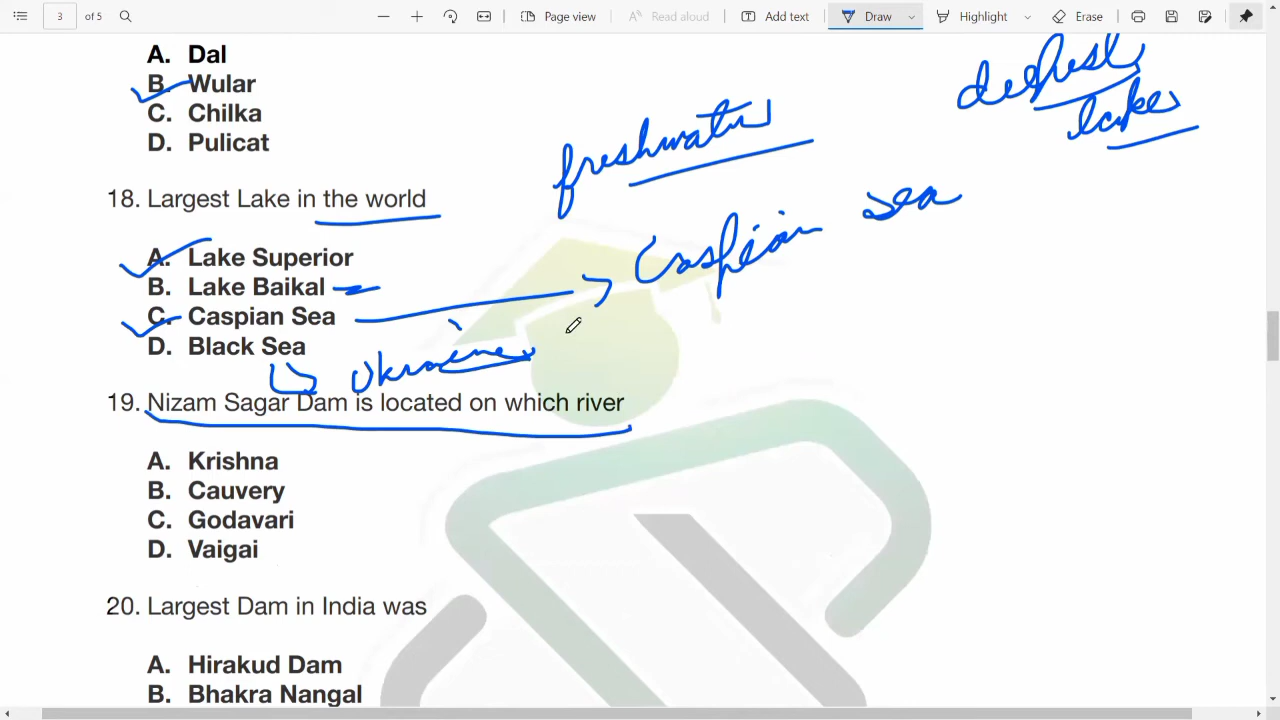 3 of 5 Page view Read aloud Add text Draw Highlight Erase
A. Dal
B. Wular
C. Chilka
D. Pulicat
deepest
lake
freshwater
18. Largest Lake in the world
Caspian sea
A. Lake Superior
B. Lake Baikal
C. Caspian Sea
D. Black Sea
Ukraine
19. Nizam Sagar Dam is located on which river
A. Krishna
B. Cauvery
C. Godavari
D. Vaigai
20. Largest Dam in India was
A. Hirakud Dam
B. Bhakra Nangal